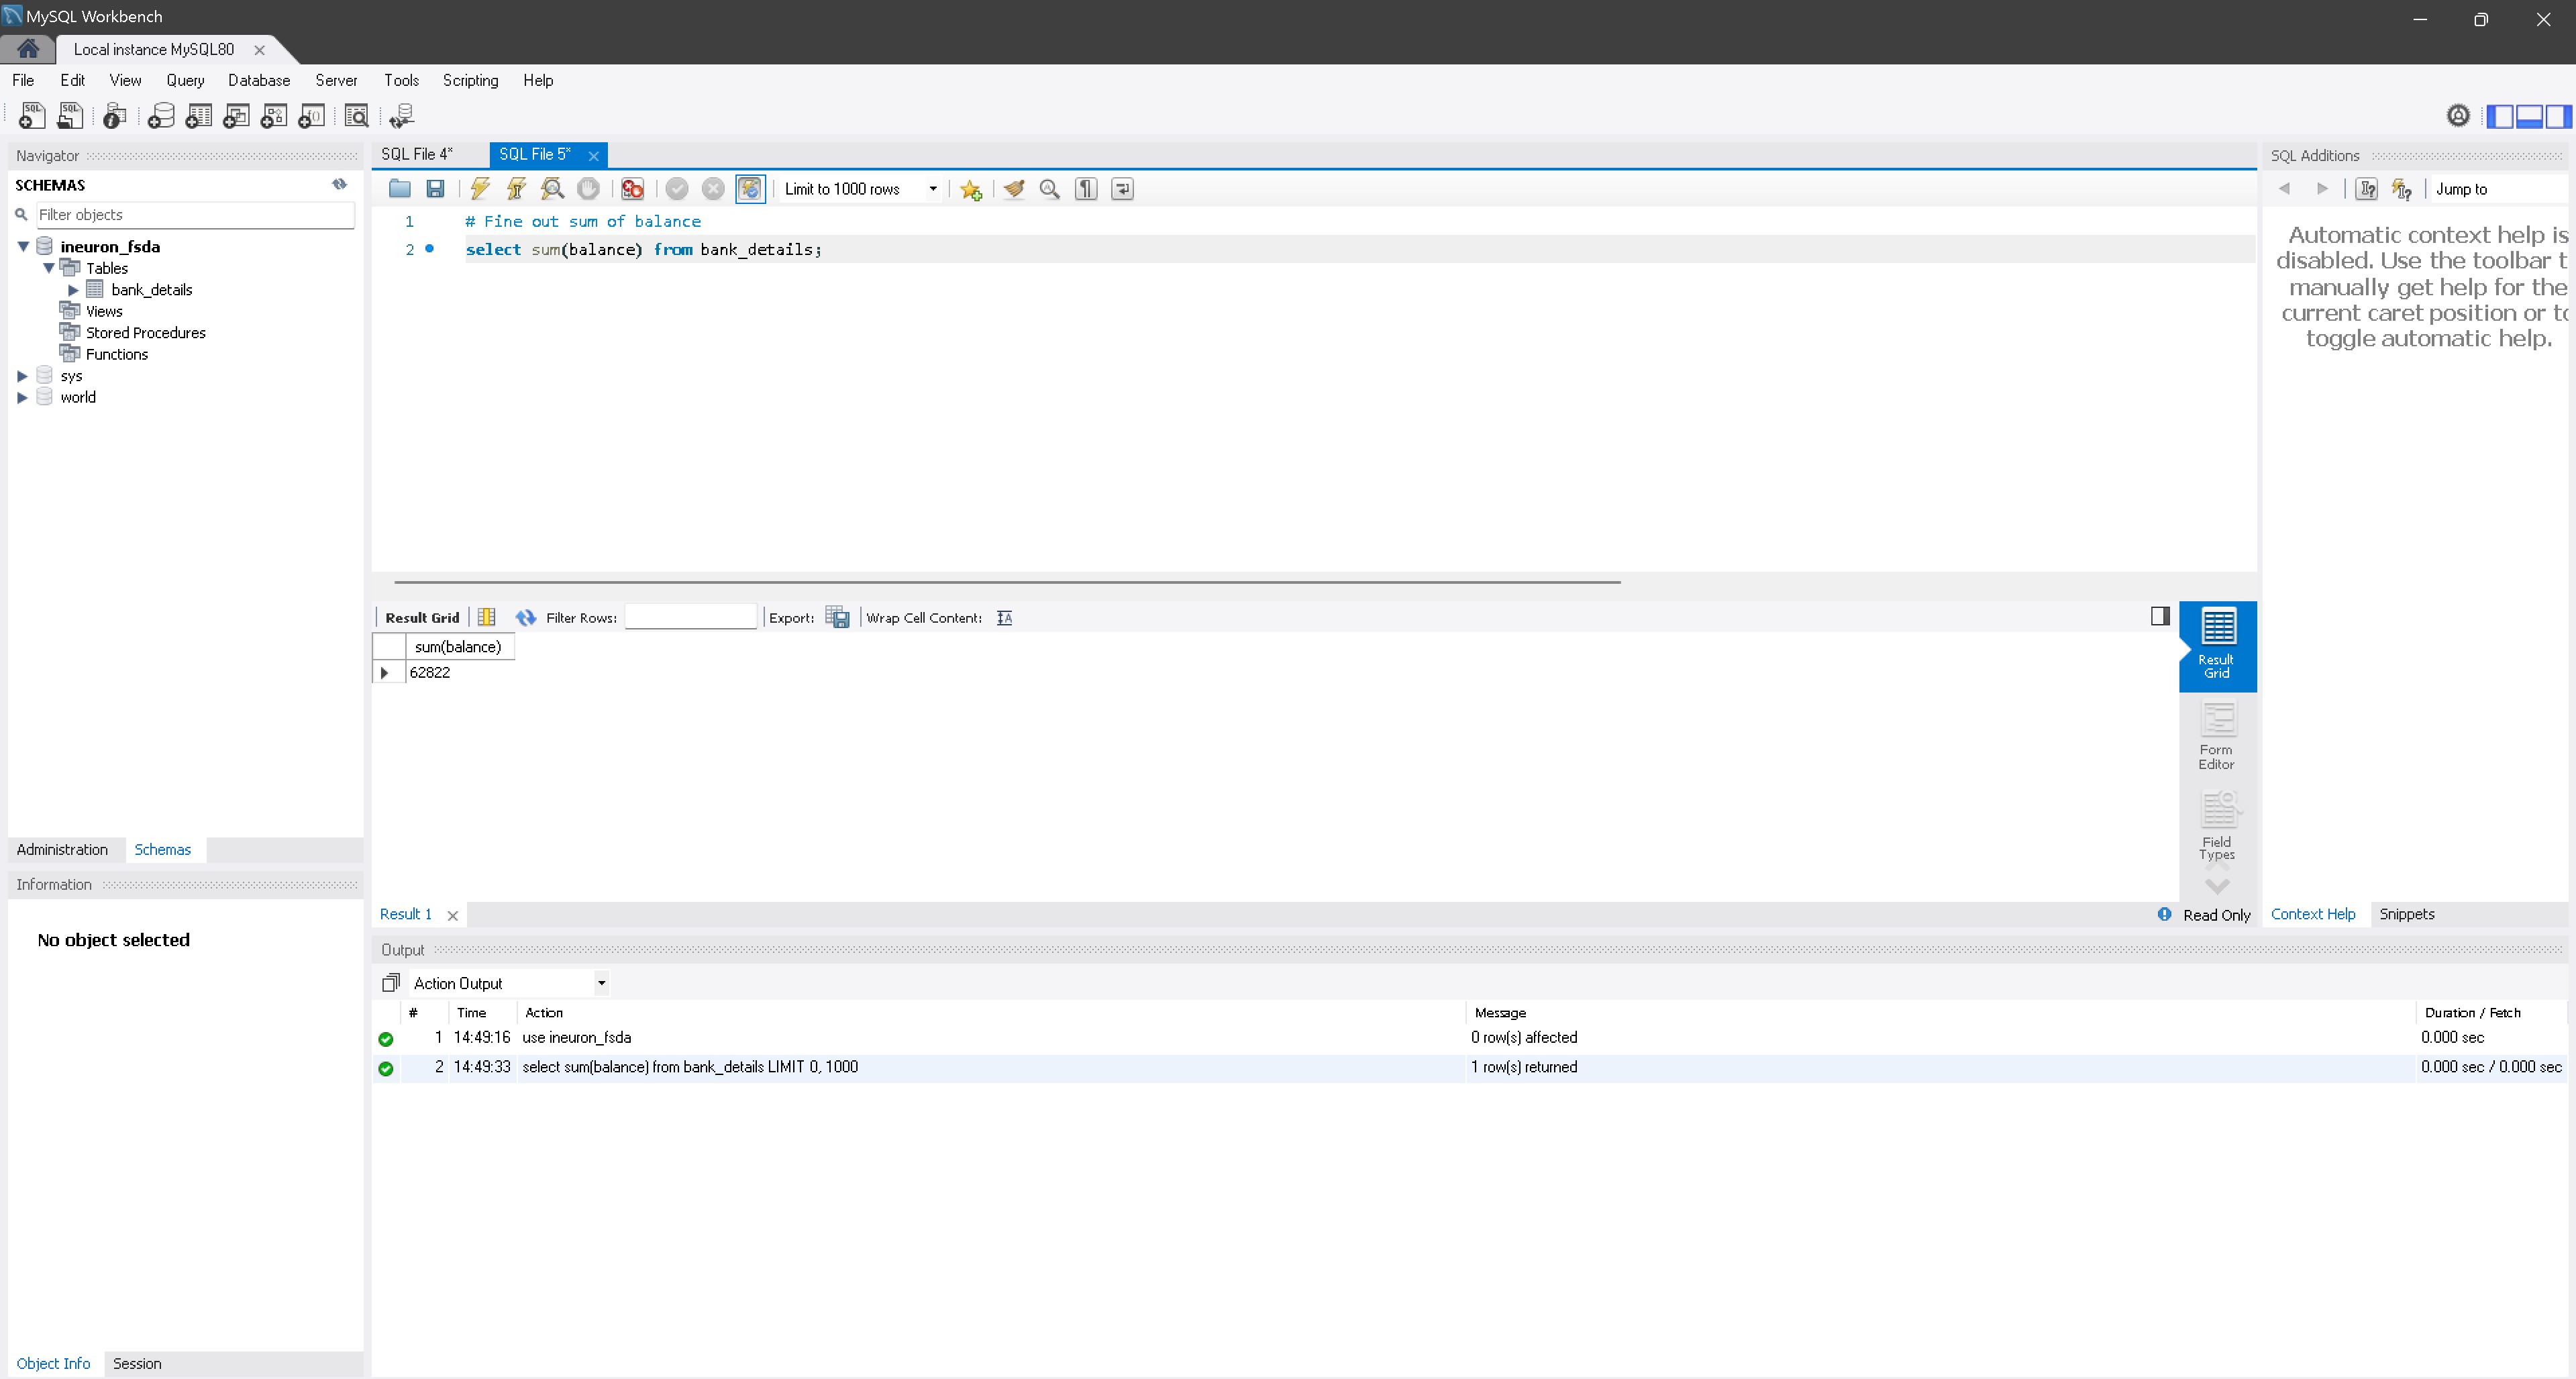 MySQL Workbench
Local instance MySQL80
File Edit View Query Database Server Tools Scripting Help
Navigator
SCHEMAS
Filter objects
ineuron_fsda
Tables
bank_details
Views
Stored Procedures
Functions
sys
world
Administration Schemas
Information
No object selected
Object Info Session
SQL File 4* SQL File 5*
Limit to 1000 rows
1 # Fine out sum of balance
2 select sum(balance) from bank_details;
Result Grid Filter Rows: Export: Wrap Cell Content:
sum(balance)
62822
Result Grid
Form Editor
Field Types
Result 1 Read Only
Output
Action Output
# Time Action Message Duration / Fetch
1 14:49:16 use ineuron_fsda 0 row(s) affected 0.000 sec
2 14:49:33 select sum(balance) from bank_details LIMIT 0, 1000 1 row(s) returned 0.000 sec / 0.000 sec
SQL Additions
Jump to
Automatic context help is
disabled. Use the toolbar t
manually get help for the
current caret position or to
toggle automatic help.
Context Help Snippets